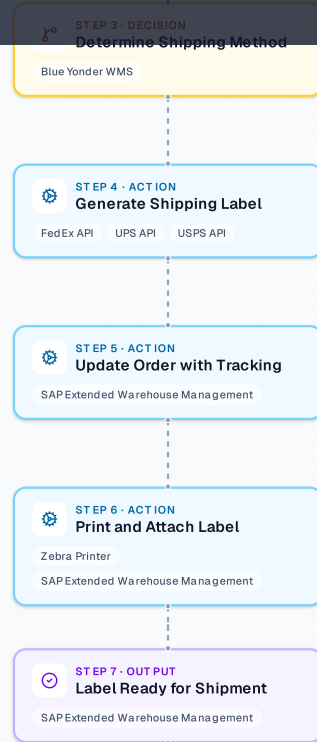 STEP 3 · DECISION
Determine Shipping Method
Blue Yonder WMS
STEP 4 · ACTION
Generate Shipping Label
FedEx API UPS API USPS API
STEP 5 · ACTION
Update Order with Tracking
SAP Extended Warehouse Management
STEP 6 · ACTION
Print and Attach Label
Zebra Printer
SAP Extended Warehouse Management
STEP 7 · OUTPUT
Label Ready for Shipment
SAP Extended Warehouse Management